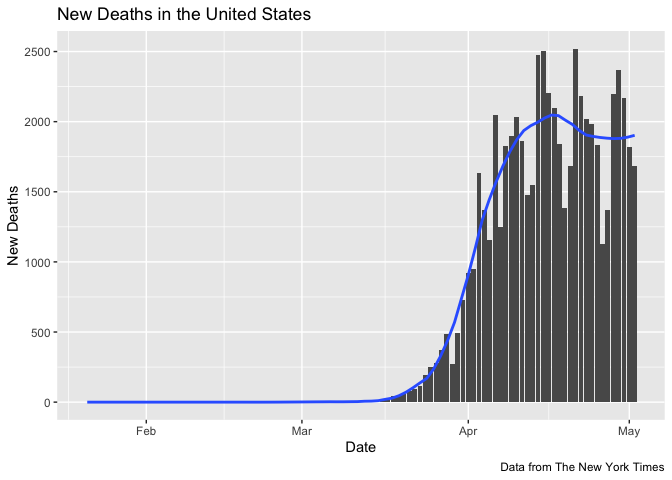 New Deaths in the United States
2500
2000
1500
1000
500
0
New Deaths
Feb
Mar
Apr
May
Date
Data from The New York Times